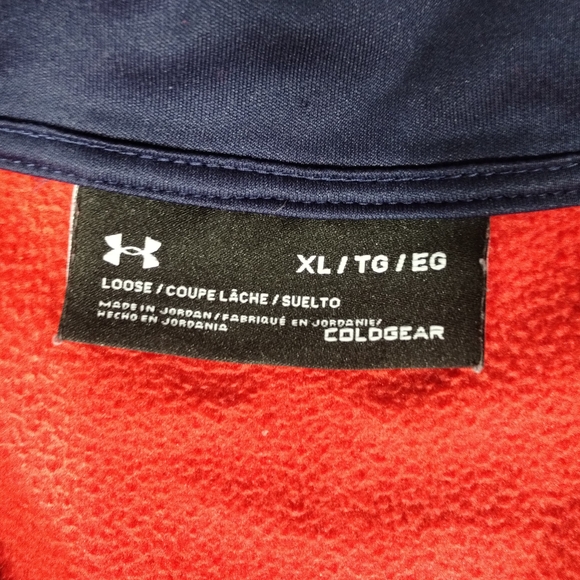 XL / TG / EG
LOOSE / COUPE LÂCHE / SUELTO
MADE IN JORDAN / FABRIQUÉ EN JORDANIE/
HECHO EN JORDANIA
COLDGEAR